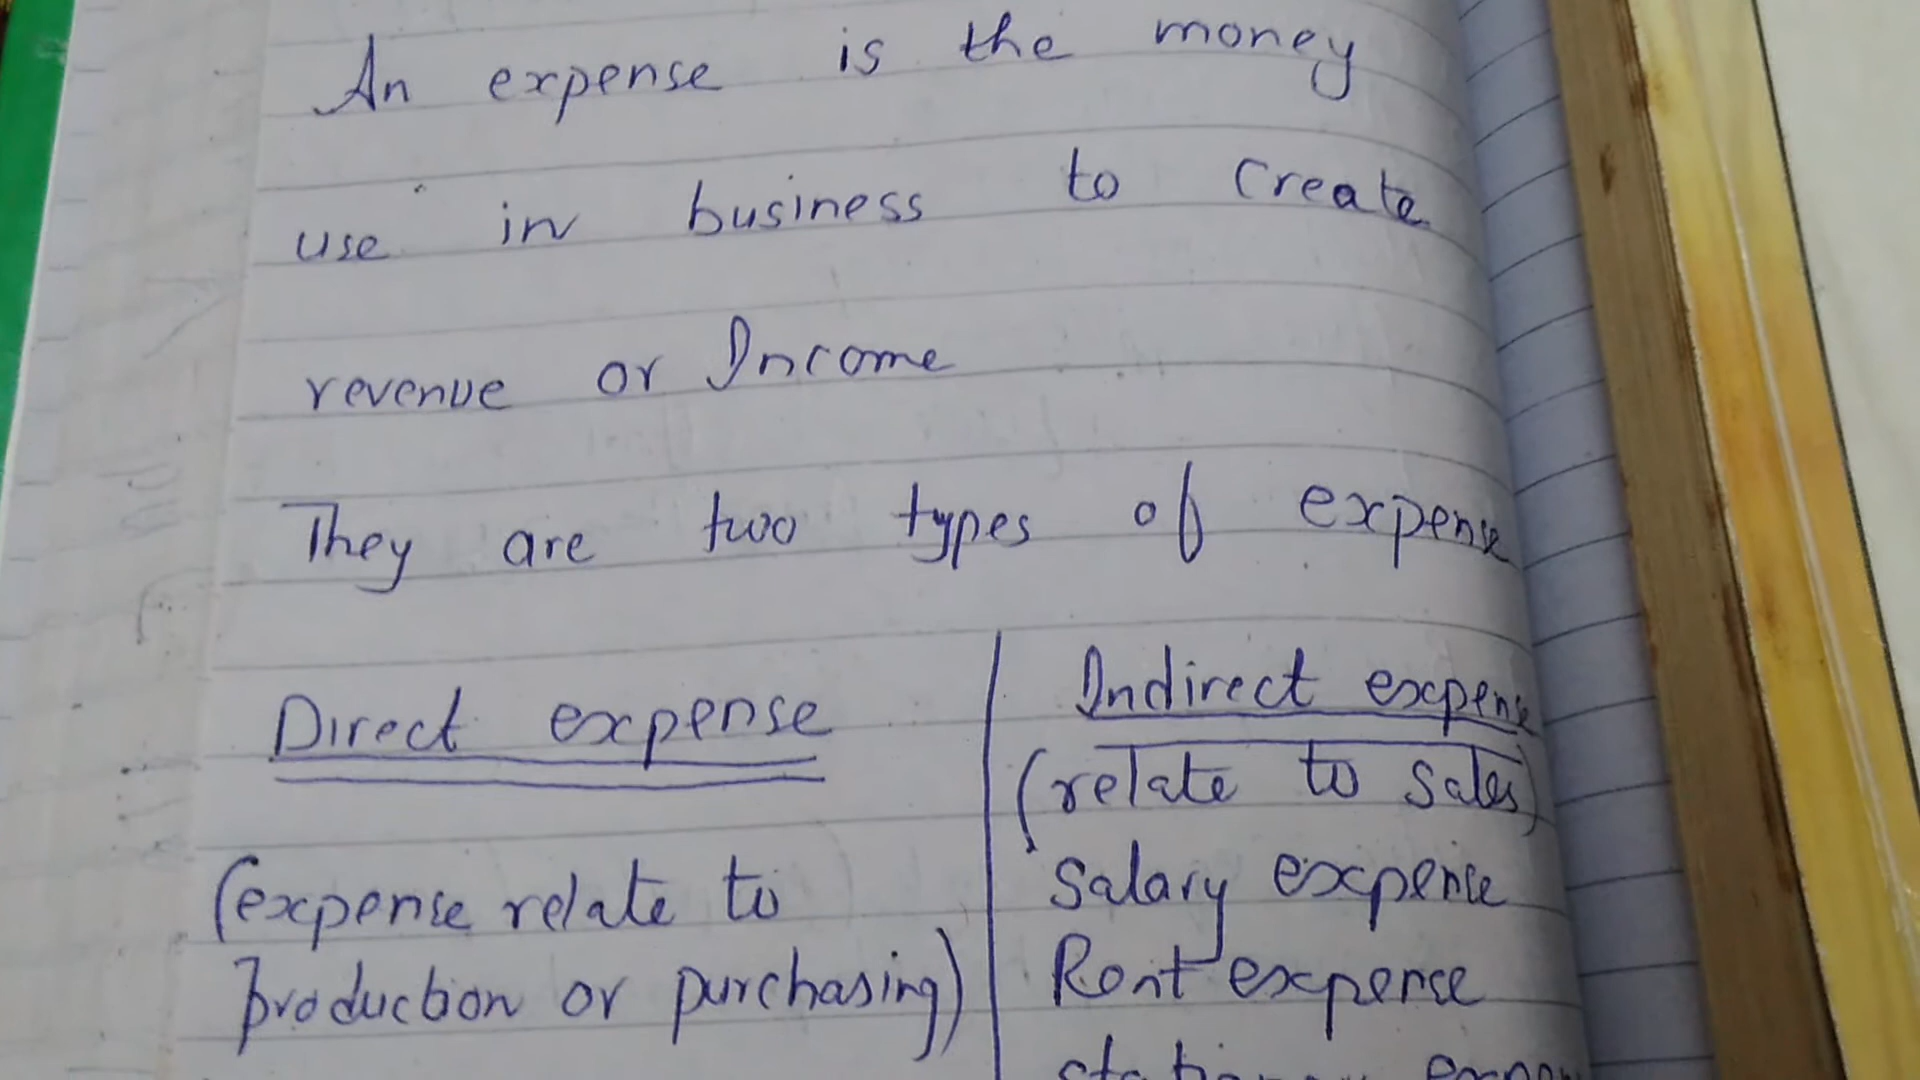 An expense is the money
use in business to create
revenue or Income
They are two types of expense
Direct expense
(expense relate to
production or purchasing)
Indirect expense
(relate to sales)
Salary expense
Rent expense